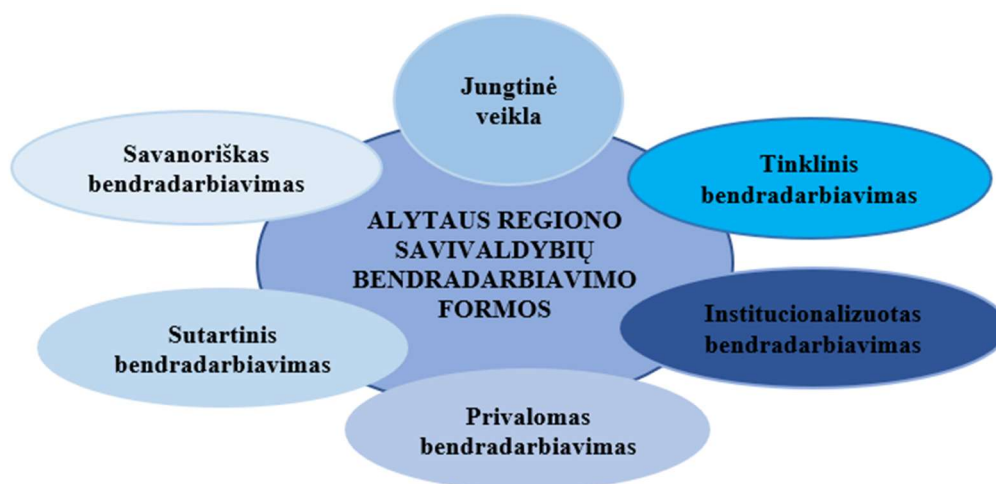 Jungtinė
veikla
Savanoriškas
bendradarbiavimas
Tinklinis
bendradarbiavimas
ALYTAUS REGIONO
SAVIVALDYBIŲ
BENDRADARBIAVIMO
FORMOS
Sutartinis
bendradarbiavimas
Institucionalizuotas
bendradarbiavimas
Privalomas
bendradarbiavimas